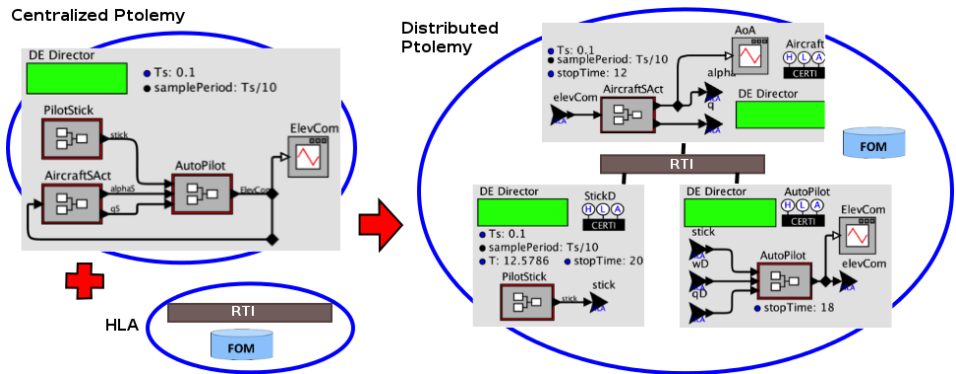 Centralized Ptolemy
DE Director
Ts: 0.1
samplePeriod: Ts/10
PilotStick
stick
ElevCom
AutoPilot
AircraftSAct
alphaS
qS
ElevCom
HLA
RTI
FOM
Distributed
Ptolemy
AoA
Ts: 0.1
samplePeriod: Ts/10
stopTime: 12
Aircraft
H L A
CERTI
alpha
elevCom
AircraftSAct
q
DE Director
FOM
RTI
DE Director
StickD
H L A
CERTI
Ts: 0.1
samplePeriod: Ts/10
T: 12.5786
stopTime: 20
PilotStick
stick
stick
DE Director
AutoPilot
H L A
CERTI
ElevCom
stick
wD
AutoPilot
elevCom
qD
stopTime: 18